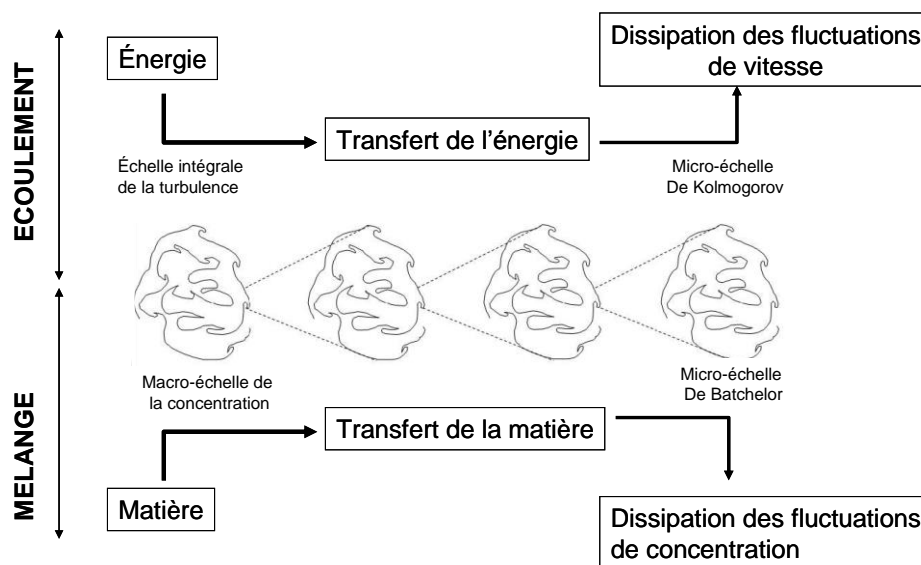 ECOULEMENT
Énergie
Dissipation des fluctuations
de vitesse
Transfert de l'énergie
Échelle intégrale
de la turbulence
Micro-échelle
De Kolmogorov
MELANGE
Macro-échelle de
la concentration
Micro-échelle
De Batchelor
Transfert de la matière
Matière
Dissipation des fluctuations
de concentration